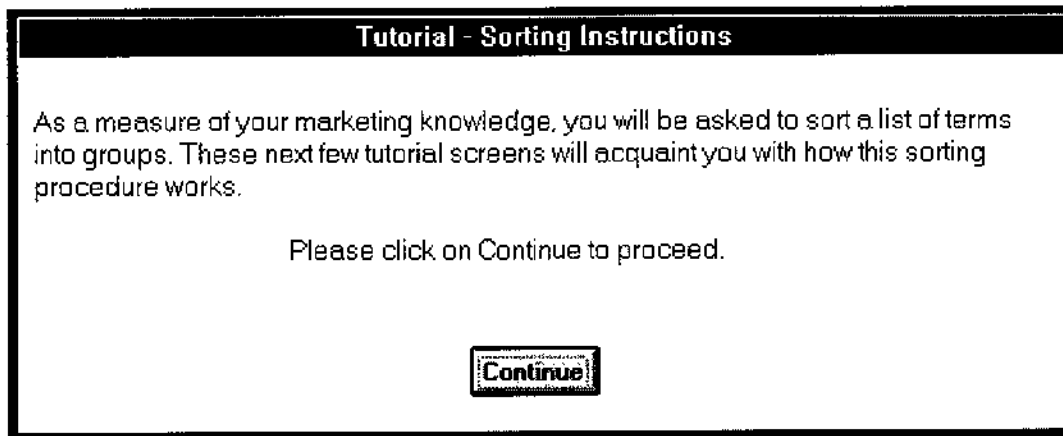 Tutorial - Sorting Instructions
As a measure of your marketing knowledge, you will be asked to sort a list of terms
into groups. These next few tutorial screens will acquaint you with how this sorting
procedure works.
Please click on Continue to proceed.
Continue